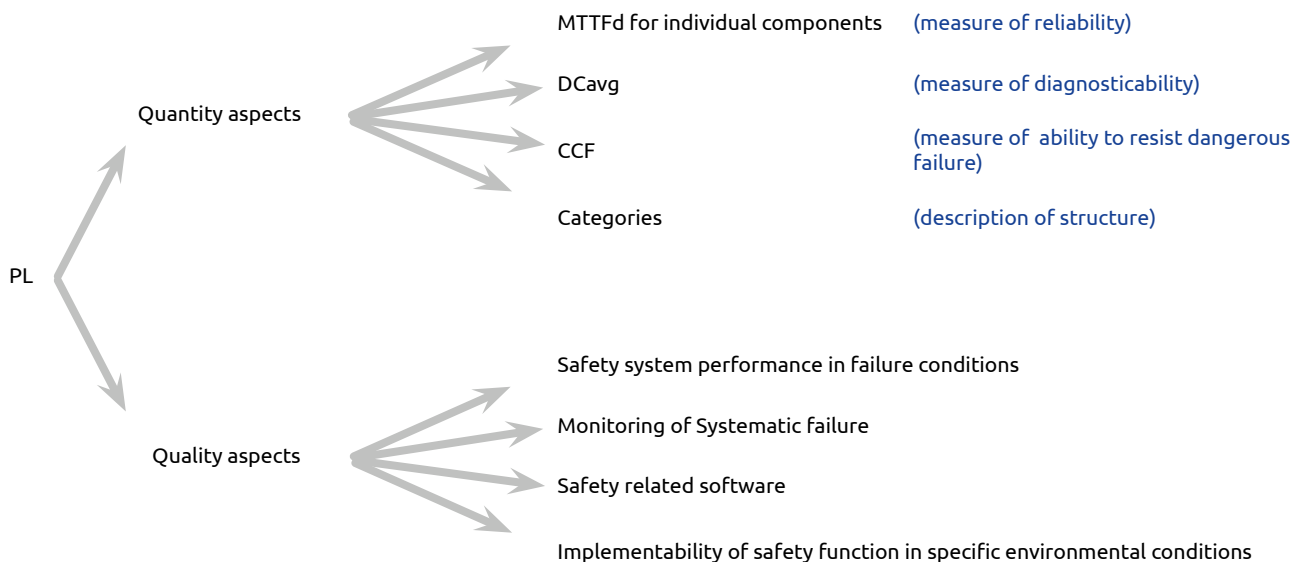 MTTFd for individual components (measure of reliability)
DCavg (measure of diagnosticability)
Quantity aspects
CCF (measure of ability to resist dangerous
failure)
Categories (description of structure)
PL
Safety system performance in failure conditions
Monitoring of Systematic failure
Quality aspects
Safety related software
Implementability of safety function in specific environmental conditions